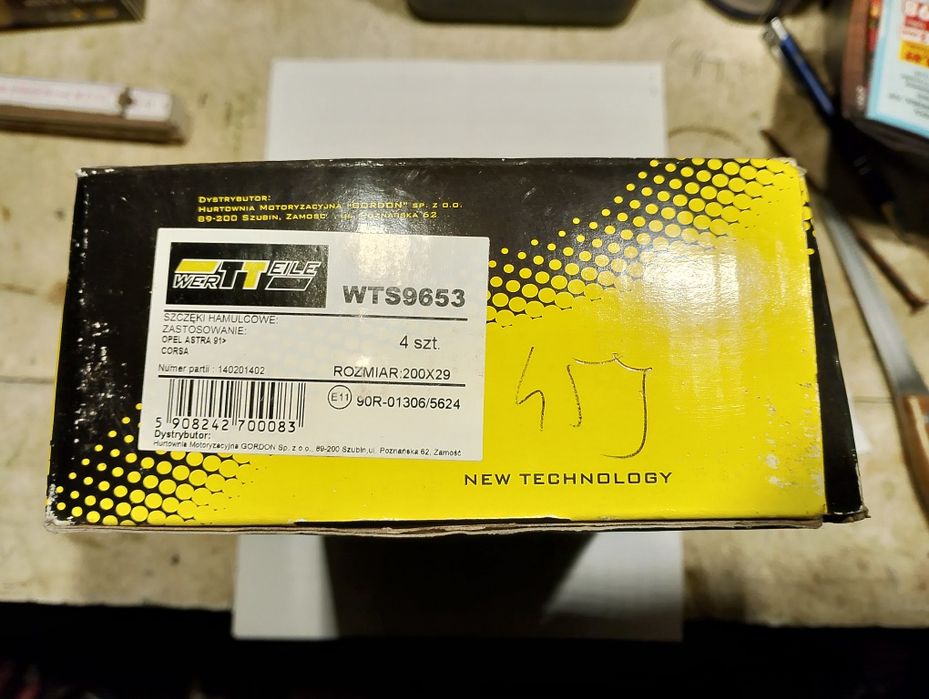 DYSTRYBUTOR:
HURTOWNIA MOTORYZACYJNA "GORDON" SP. Z O.O.
89-200 SZUBIN, ZAMOŚĆ , UL. POZNAŃSKA 62
WERTTEILE
WTS9653
SZCZĘKI HAMULCOWE:
ZASTOSOWANIE:
OPEL ASTRA 91>
CORSA
4 szt.
Numer partii : 140201402
ROZMIAR:200X29
E11 90R-01306/5624
5 908242 700083
Dystrybutor:
Hurtownia Motoryzacyjna GORDON Sp. z o.o., 89-200 Szubin,ul. Poznańska 62, Zamość
NEW TECHNOLOGY